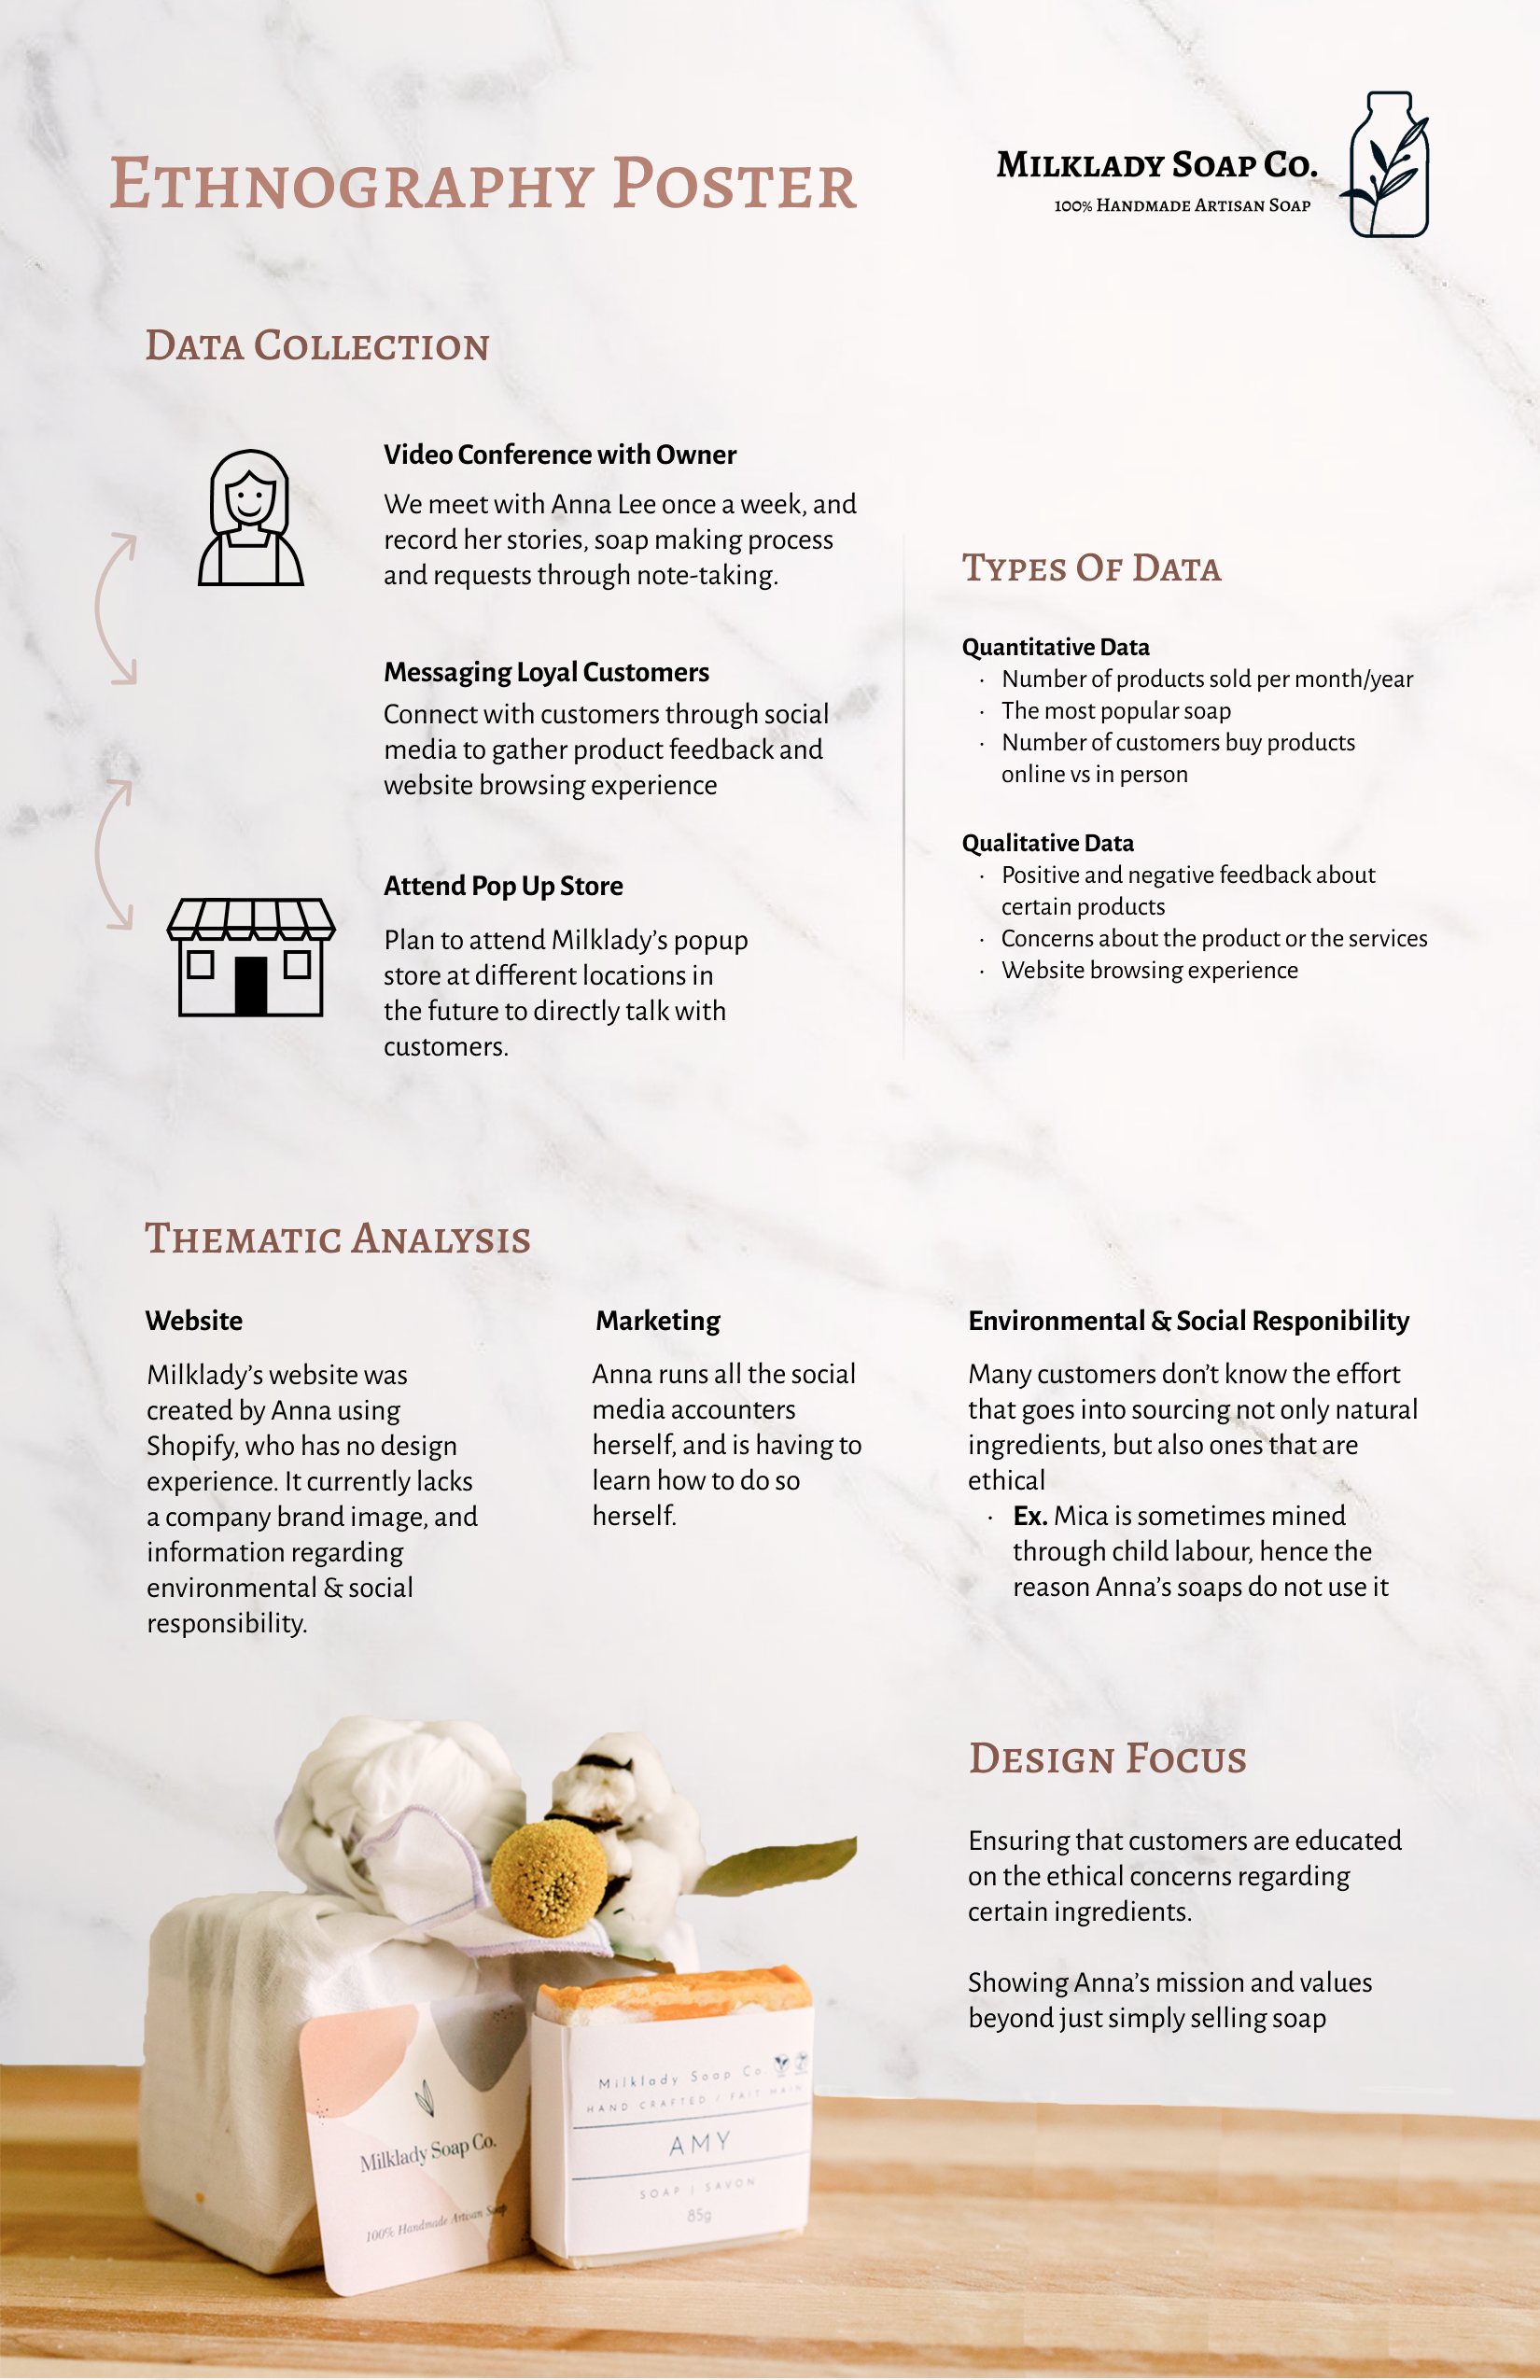 Ethnography Poster
Milklady Soap Co.
100% Handmade Artisan Soap
Data Collection
Video Conference with Owner
We meet with Anna Lee once a week, and
record her stories, soap making process
and requests through note-taking.
Messaging Loyal Customers
Connect with customers through social
media to gather product feedback and
website browsing experience
Attend Pop Up Store
Plan to attend Milklady’s popup
store at different locations in
the future to directly talk with
customers.
Types Of Data
Quantitative Data
· Number of products sold per month/year
· The most popular soap
· Number of customers buy products
online vs in person
Qualitative Data
· Positive and negative feedback about
certain products
· Concerns about the product or the services
· Website browsing experience
Thematic Analysis
Website
Milklady’s website was
created by Anna using
Shopify, who has no design
experience. It currently lacks
a company brand image, and
information regarding
environmental & social
responsibility.
Marketing
Anna runs all the social
media accounters
herself, and is having to
learn how to do so
herself.
Environmental & Social Responibility
Many customers don’t know the effort
that goes into sourcing not only natural
ingredients, but also ones that are
ethical
· Ex. Mica is sometimes mined
through child labour, hence the
reason Anna’s soaps do not use it
Design Focus
Ensuring that customers are educated
on the ethical concerns regarding
certain ingredients.
Showing Anna’s mission and values
beyond just simply selling soap
Milklady Soap Co.
100% Handmade Artisan Soap
Milklady Soap Co.
HAND CRAFTED / FAIT MAIN
AMY
SOAP | SAVON
85g